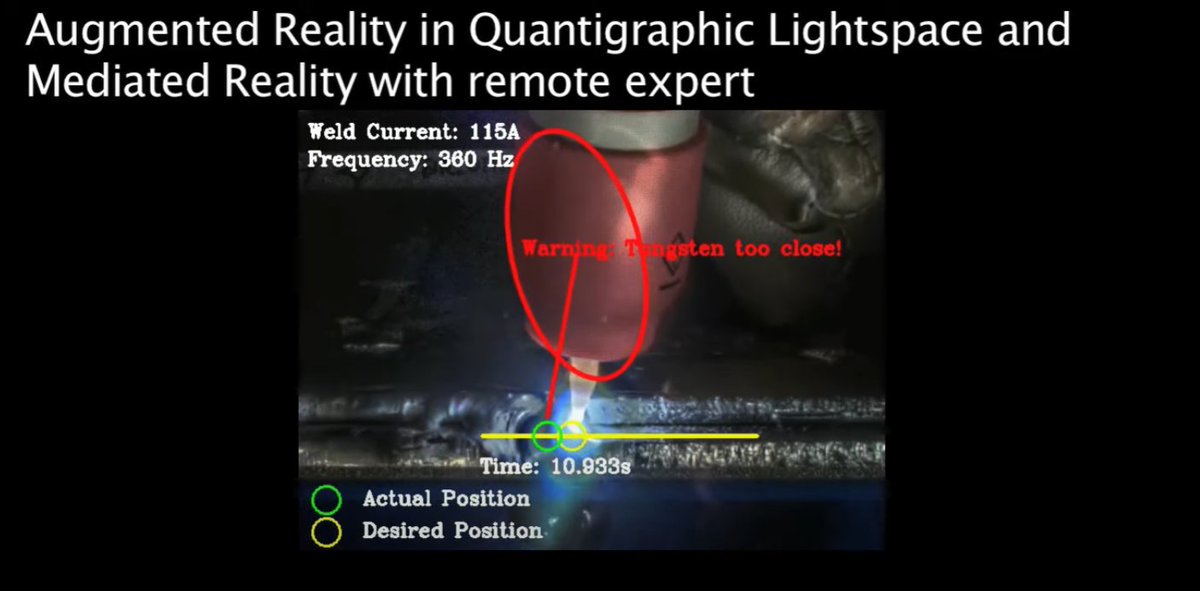 Augmented Reality in Quantigraphic Lightspace and
Mediated Reality with remote expert
Weld Current: 115A
Frequency: 360 Hz
Warning: Tungsten too close!
Time: 10.933s
Actual Position
Desired Position